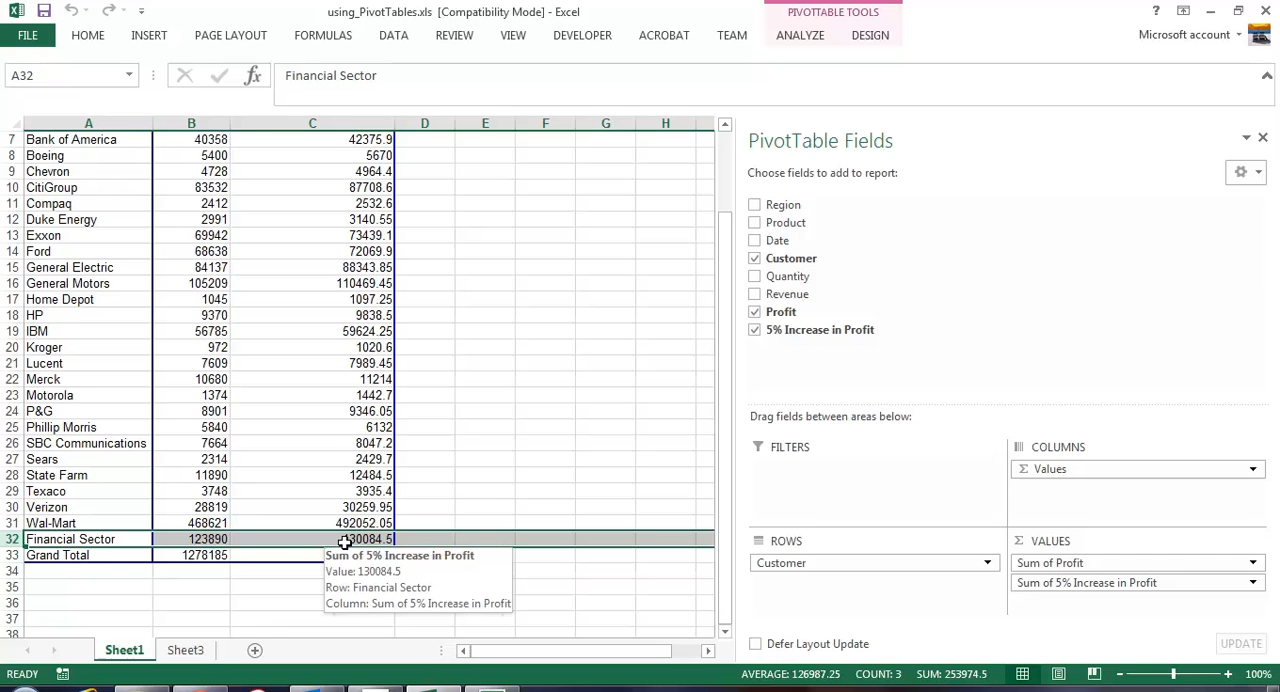 using_PivotTables.xls [Compatibility Mode] - Excel
PIVOTTABLE TOOLS
FILE HOME INSERT PAGE LAYOUT FORMULAS DATA REVIEW VIEW DEVELOPER ACROBAT TEAM ANALYZE DESIGN Microsoft account
A32 fx Financial Sector
A B C D E F G H
7 Bank of America 40358 42375.9
8 Boeing 5400 5670
9 Chevron 4728 4964.4
10 CitiGroup 83532 87708.6
11 Compaq 2412 2532.6
12 Duke Energy 2991 3140.55
13 Exxon 69942 73439.1
14 Ford 68638 72069.9
15 General Electric 84137 88343.85
16 General Motors 105209 110469.45
17 Home Depot 1045 1097.25
18 HP 9370 9838.5
19 IBM 56785 59624.25
20 Kroger 972 1020.6
21 Lucent 7609 7989.45
22 Merck 10680 11214
23 Motorola 1374 1442.7
24 P&G 8901 9346.05
25 Phillip Morris 5840 6132
26 SBC Communications 7664 8047.2
27 Sears 2314 2429.7
28 State Farm 11890 12484.5
29 Texaco 3748 3935.4
30 Verizon 28819 30259.95
31 Wal-Mart 468621 492052.05
32 Financial Sector 123890 130084.5
33 Grand Total 1278185
34
35
36
37
38
Sum of 5% Increase in Profit
Value: 130084.5
Row: Financial Sector
Column: Sum of 5% Increase in Profit
PivotTable Fields
Choose fields to add to report:
Region
Product
Date
Customer
Quantity
Revenue
Profit
5% Increase in Profit
Drag fields between areas below:
FILTERS
COLUMNS
Σ Values
ROWS
Customer
Σ VALUES
Sum of Profit
Sum of 5% Increase in Profit
Defer Layout Update UPDATE
Sheet1 Sheet3
READY AVERAGE: 126987.25 COUNT: 3 SUM: 253974.5 100%